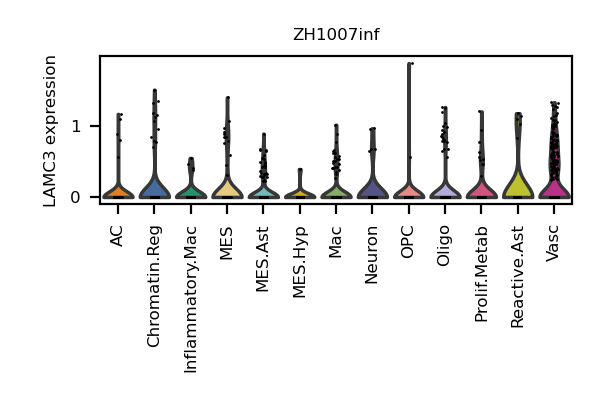 ZH1007inf
LAMC3 expression
1
0
AC
Chromatin.Reg
Inflammatory.Mac
MES
MES.Ast
MES.Hyp
Mac
Neuron
OPC
Oligo
Prolif.Metab
Reactive.Ast
Vasc